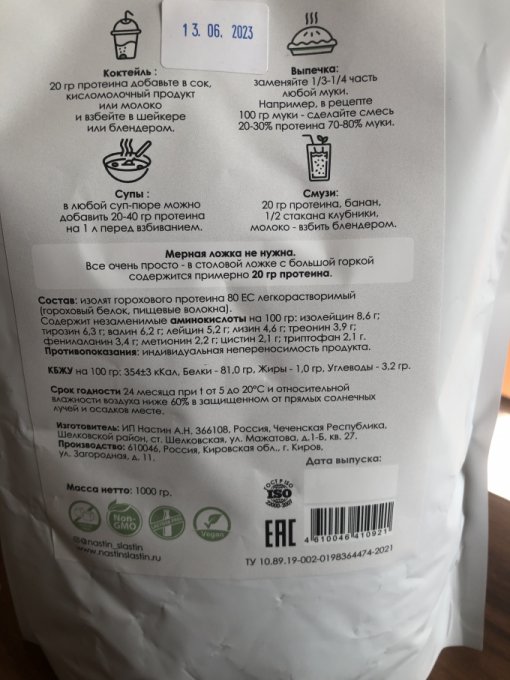 13. 06. 2023
Коктейль :
20 гр протеина добавьте в сок,
кисломолочный продукт
или молоко
и взбейте в шейкере
или блендером.
Выпечка:
заменяйте 1/3-1/4 часть
любой муки.
Например, в рецепте
100 гр муки - сделайте смесь
20-30% протеина 70-80% муки.
Супы :
в любой суп-пюре можно
добавить 20-40 гр протеина
на 1 л перед взбиванием.
Смузи:
20 гр протеина, банан,
1/2 стакана клубники,
молоко - взбить блендером.
Мерная ложка не нужна.
Все очень просто - в столовой ложке с большой горкой
содержится примерно 20 гр протеина.
Состав: изолят горохового протеина 80 ЕС легкорастворимый
(гороховый белок, пищевые волокна).
Содержит незаменимые аминокислоты на 100 гр: изолейцин 8,6 г;
тирозин 6,3 г; валин 6,2 г; лейцин 5,2 г; лизин 4,6 г; треонин 3,9 г;
фенилаланин 3,4 г; метионин 2,2 г; цистин 2,1 г; триптофан 2,1 г.
Противопоказания: индивидуальная непереносимость продукта.
КБЖУ на 100 гр: 354±3 кКал, Белки - 81,0 гр, Жиры - 1,0 гр, Углеводы - 3,2 гр.
Срок годности 24 месяца при t от 5 до 20°С и относительной
влажности воздуха ниже 60% в защищенном от прямых солнечных
лучей и осадков месте.
Изготовитель: ИП Настин А.Н. 366108, Россия, Чеченская Республика,
Шелковской район, ст. Шелковская, ул. Мажатова, д.1-Б, кв. 27.
Производство: 610046, Россия, Кировская обл., г. Киров,
ул. Загородная, д. 11.
Дата выпуска:
Масса нетто: 1000 гр.
ГОСТ Р ISO
ISO
Non-
GMO
Vegan
EAC
4 610046 410921
@nastin_slastin
www.nastinslastin.ru
ТУ 10.89.19-002-0198364474-2021